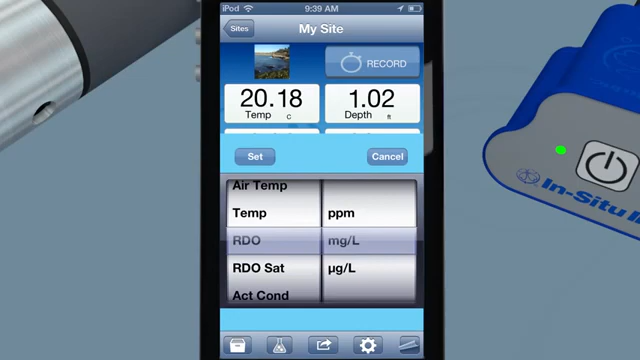 iPod 9:39 AM
Sites My Site
RECORD
20.18 1.02
Temp C Depth ft
Set Cancel
Air Temp
Temp ppm
RDO mg/L
RDO Sat µg/L
Act Cond
In-Situ I